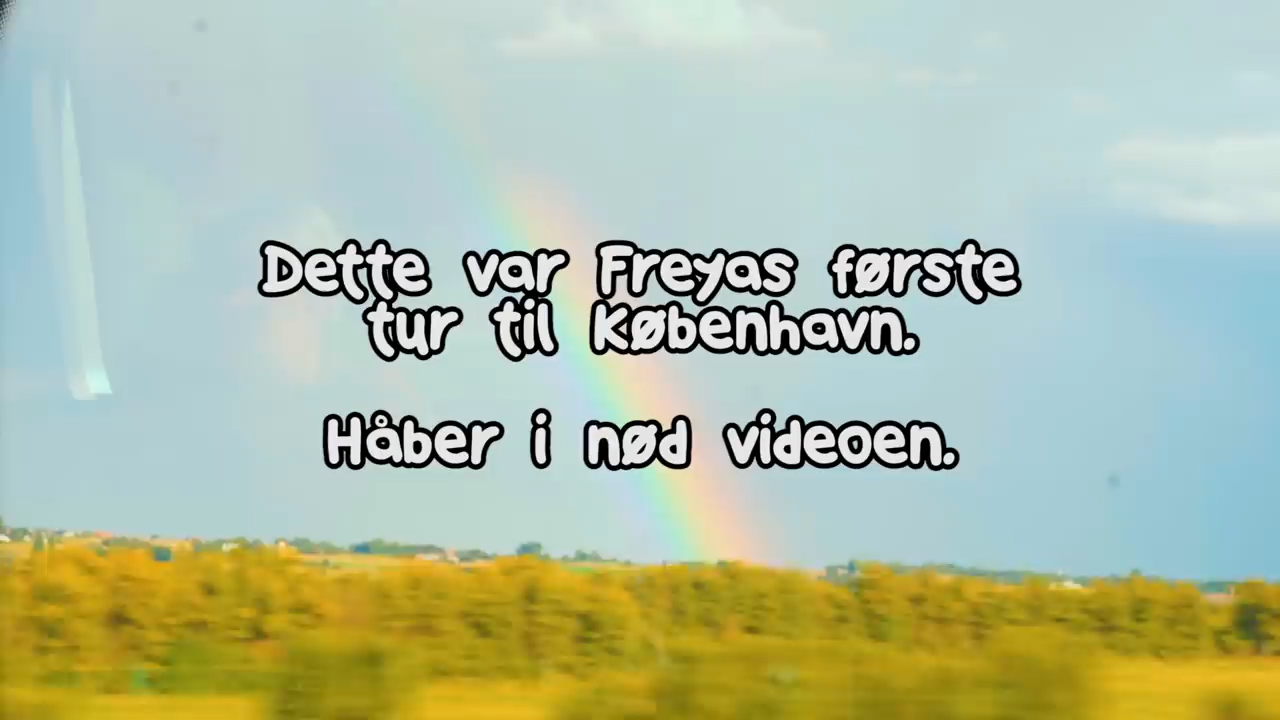 Dette var Freyas første
tur til København.
Håber i nød videoen.